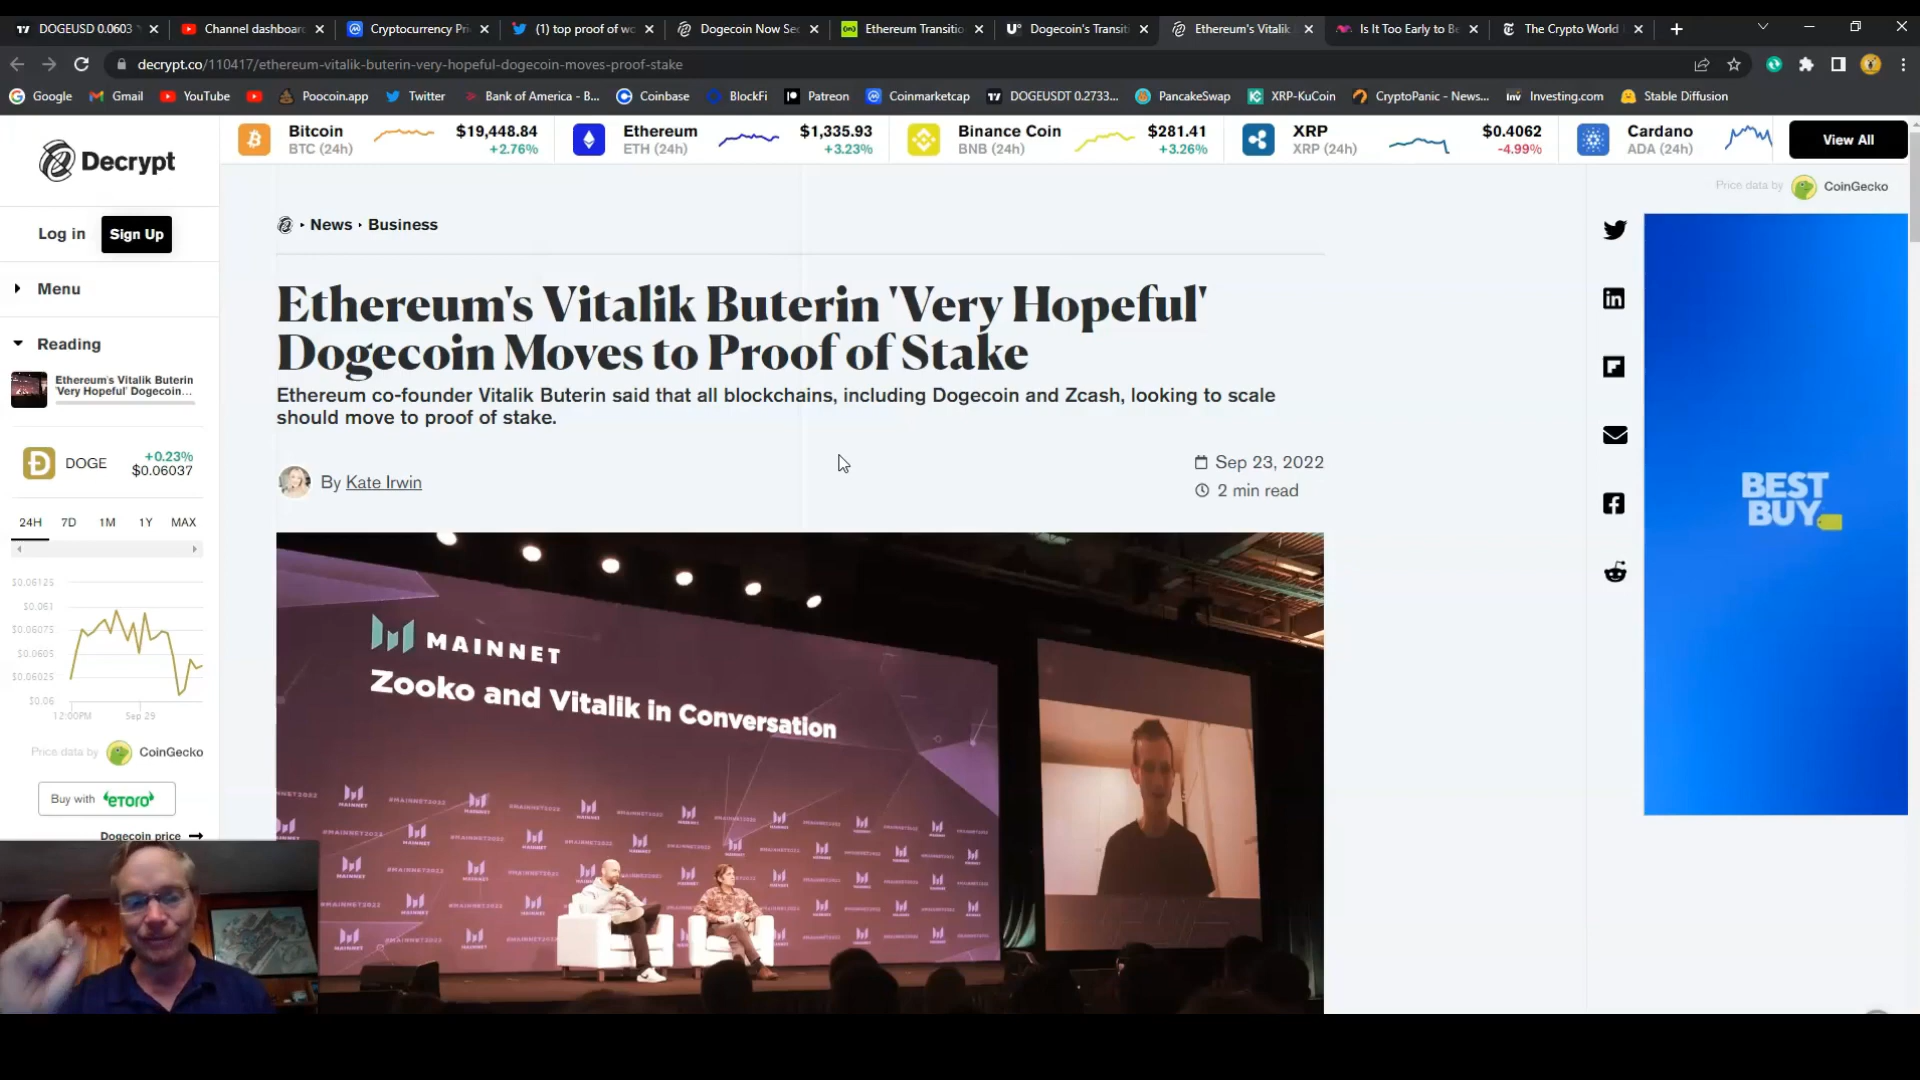 DOGEUSD 0.0603
Channel dashboar
Cryptocurrency Pri
(1) top proof of wo
Dogecoin Now Sec
Ethereum Transitio
Dogecoin's Transiti
Ethereum's Vitalik
Is It Too Early to Be
The Crypto World
decrypt.co/110417/ethereum-vitalik-buterin-very-hopeful-dogecoin-moves-proof-stake
Google
Gmail
YouTube
Poocoin.app
Twitter
Bank of America - B...
Coinbase
BlockFi
Patreon
Coinmarketcap
DOGEUSDT 0.2733...
PancakeSwap
XRP-KuCoin
CryptoPanic - News...
Inv Investing.com
Stable Diffusion
Decrypt
Bitcoin $19,448.84
BTC (24h) +2.76%
Ethereum $1,335.93
ETH (24h) +3.23%
Binance Coin $281.41
BNB (24h) +3.26%
XRP $0.4062
XRP (24h) -4.99%
Cardano
ADA (24h)
View All
Price data by CoinGecko
Log in
Sign Up
Menu
Reading
Ethereum's Vitalik Buterin
'Very Hopeful' Dogecoin...
DOGE
+0.23%
$0.06037
24H 7D 1M 1Y MAX
$0.06125
$0.061
$0.06075
$0.0605
$0.06025
$0.06
12:00PM Sep 29
Price data by CoinGecko
Buy with eToro
Dogecoin price
News · Business
Ethereum's Vitalik Buterin 'Very Hopeful'
Dogecoin Moves to Proof of Stake
Ethereum co-founder Vitalik Buterin said that all blockchains, including Dogecoin and Zcash, looking to scale
should move to proof of stake.
By Kate Irwin
Sep 23, 2022
2 min read
MAINNET
Zooko and Vitalik in Conversation
BEST
BUY